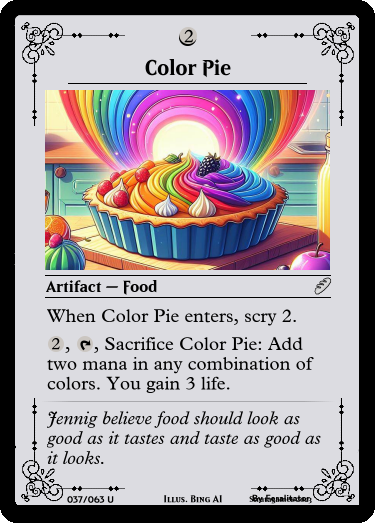 2
Color Pie
Artifact — Food
When Color Pie enters, scry 2.
2, , Sacrifice Color Pie: Add
two mana in any combination of
colors. You gain 3 life.
Jennig believe food should look as
good as it tastes and taste as good as
it looks.
037/063 U Illus. Bing AI By